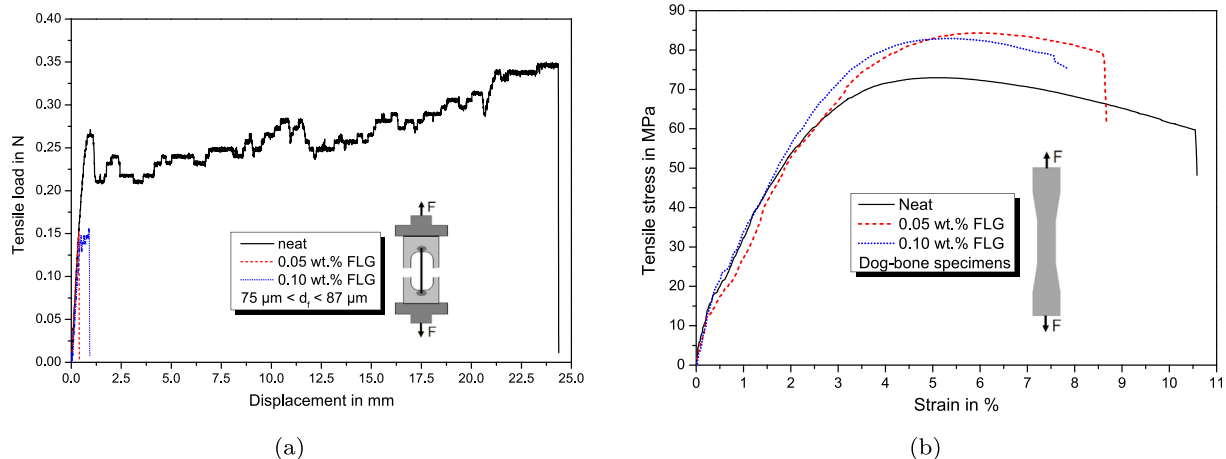 0.40
0.35
0.30
0.25
0.20
0.15
0.10
0.05
0.00
Tensile load in N
0.0 2.5 5.0 7.5 10.0 12.5 15.0 17.5 20.0 22.5 25.0
Displacement in mm
neat
0.05 wt.% FLG
0.10 wt.% FLG
75 µm < d_f < 87 µm
F
F
(a)
90
80
70
60
50
40
30
20
10
0
Tensile stress in MPa
0 1 2 3 4 5 6 7 8 9 10 11
Strain in %
Neat
0.05 wt.% FLG
0.10 wt.% FLG
Dog-bone specimens
F
F
(b)